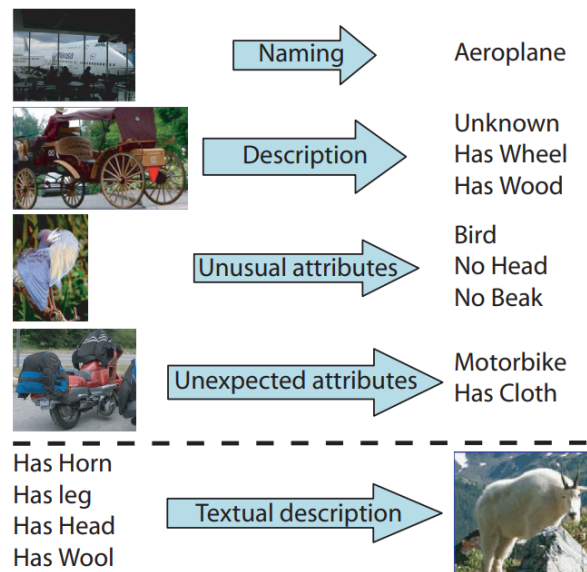 Naming
Aeroplane
Description
Unknown
Has Wheel
Has Wood
Unusual attributes
Bird
No Head
No Beak
Unexpected attributes
Motorbike
Has Cloth
Has Horn
Has leg
Has Head
Has Wool
Textual description